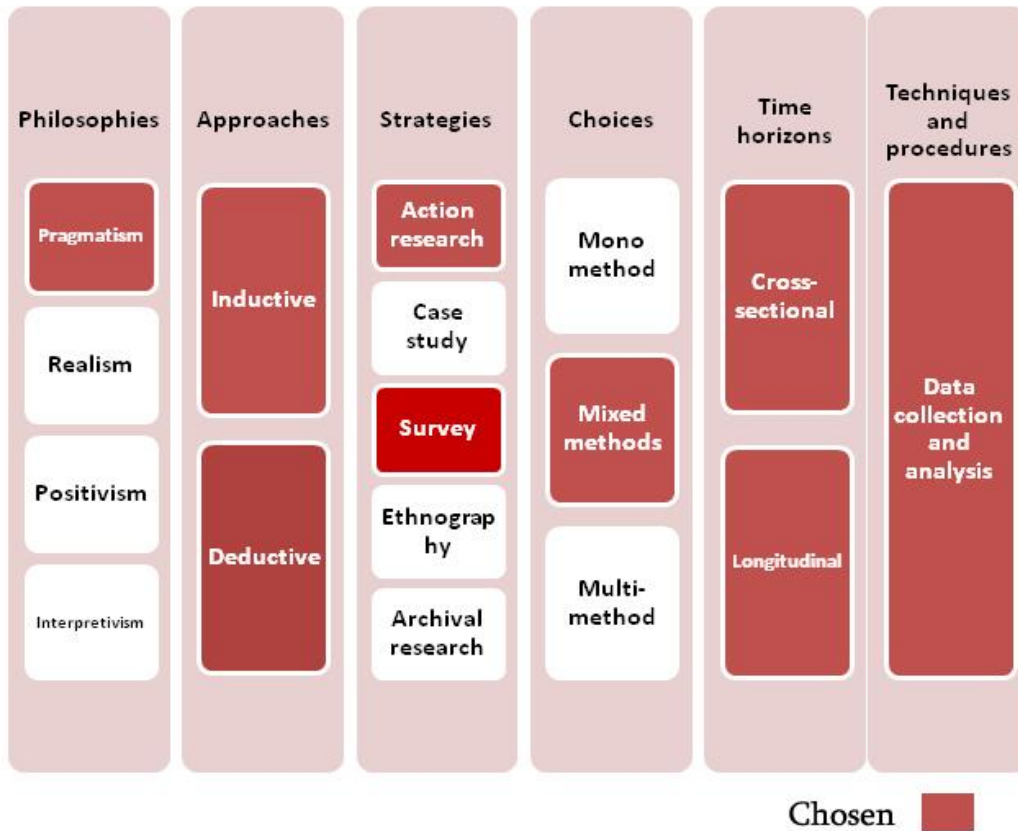 Philosophies
Pragmatism
Realism
Positivism
Interpretivism
Approaches
Inductive
Deductive
Strategies
Action
research
Case
study
Survey
Ethnograp
hy
Archival
research
Choices
Mono
method
Mixed
methods
Multi-
method
Time
horizons
Cross-
sectional
Longitudinal
Techniques
and
procedures
Data
collection
and
analysis
Chosen